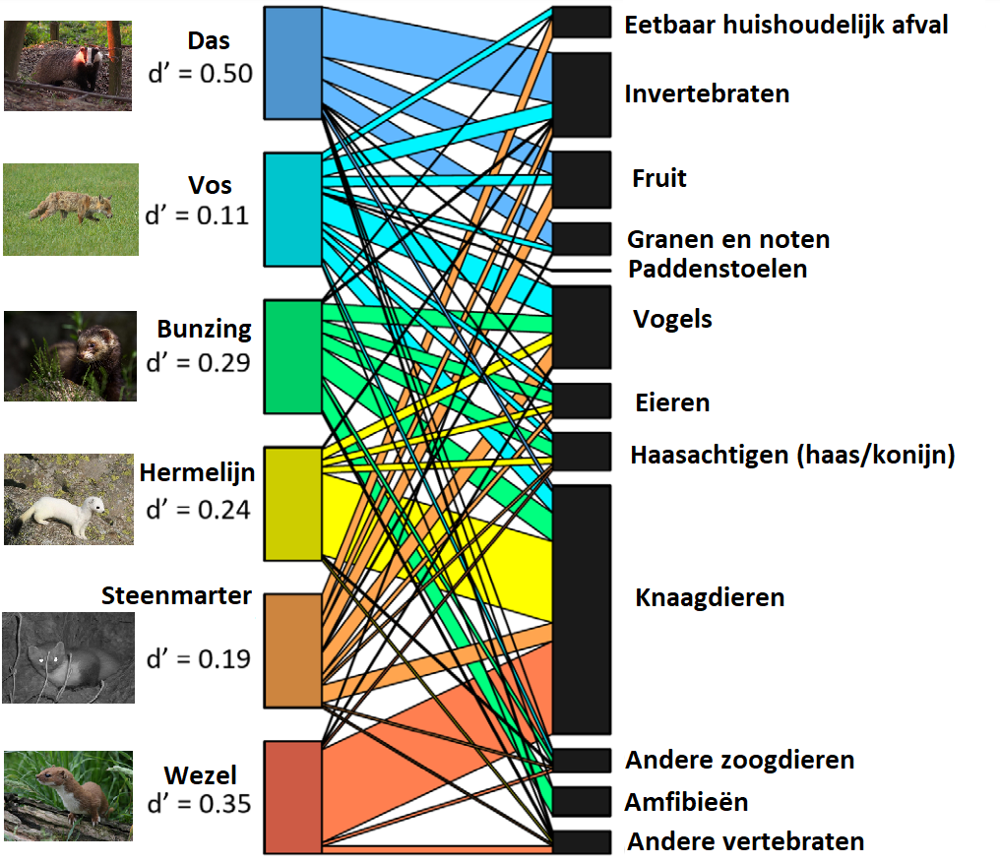 Das
d’ = 0.50
Vos
d’ = 0.11
Bunzing
d’ = 0.29
Hermelijn
d’ = 0.24
Steenmarter
d’ = 0.19
Wezel
d’ = 0.35
Eetbaar huishoudelijk afval
Invertebraten
Fruit
Granen en noten
Paddenstoelen
Vogels
Eieren
Haasachtigen (haas/konijn)
Knaagdieren
Andere zoogdieren
Amfibieën
Andere vertebraten